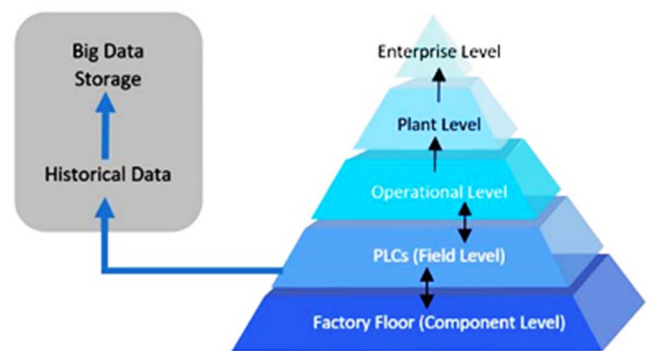 Big Data
Storage
Historical Data
Enterprise Level
Plant Level
Operational Level
PLCs (Field Level)
Factory Floor (Component Level)